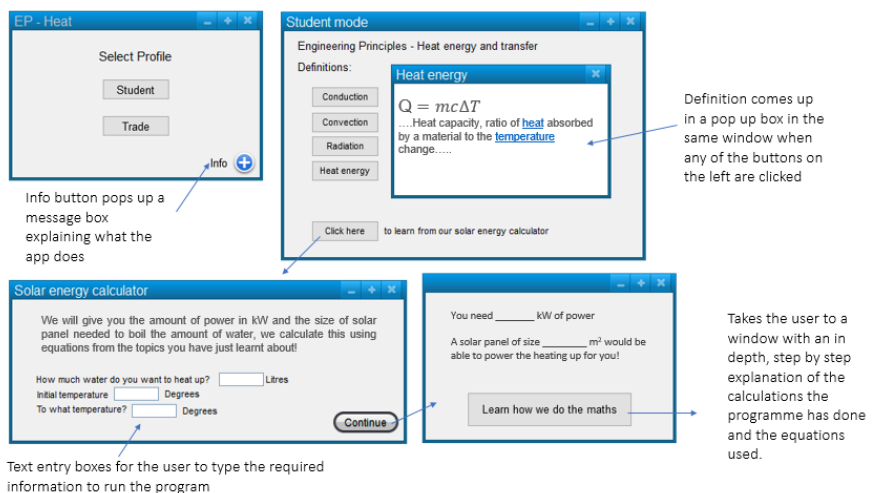 EP - Heat
Select Profile
Student
Trade
Info
Info button pops up a
message box
explaining what the
app does
Student mode
Engineering Principles - Heat energy and transfer
Definitions:
Conduction
Convection
Radiation
Heat energy
Heat energy
Q = mcΔT
....Heat capacity, ratio of heat absorbed
by a material to the temperature
change.....
Click here to learn from our solar energy calculator
Definition comes up
in a pop up box in the
same window when
any of the buttons on
the left are clicked
Solar energy calculator
We will give you the amount of power in kW and the size of solar
panel needed to boil the amount of water, we calculate this using
equations from the topics you have just learnt about!
How much water do you want to heat up? Litres
Initial temperature Degrees
To what temperature? Degrees
Continue
Text entry boxes for the user to type the required
information to run the program
You need _______ kW of power
A solar panel of size ________ m² would be
able to power the heating up for you!
Learn how we do the maths
Takes the user to a
window with an in
depth, step by step
explanation of the
calculations the
programme has done
and the equations
used.